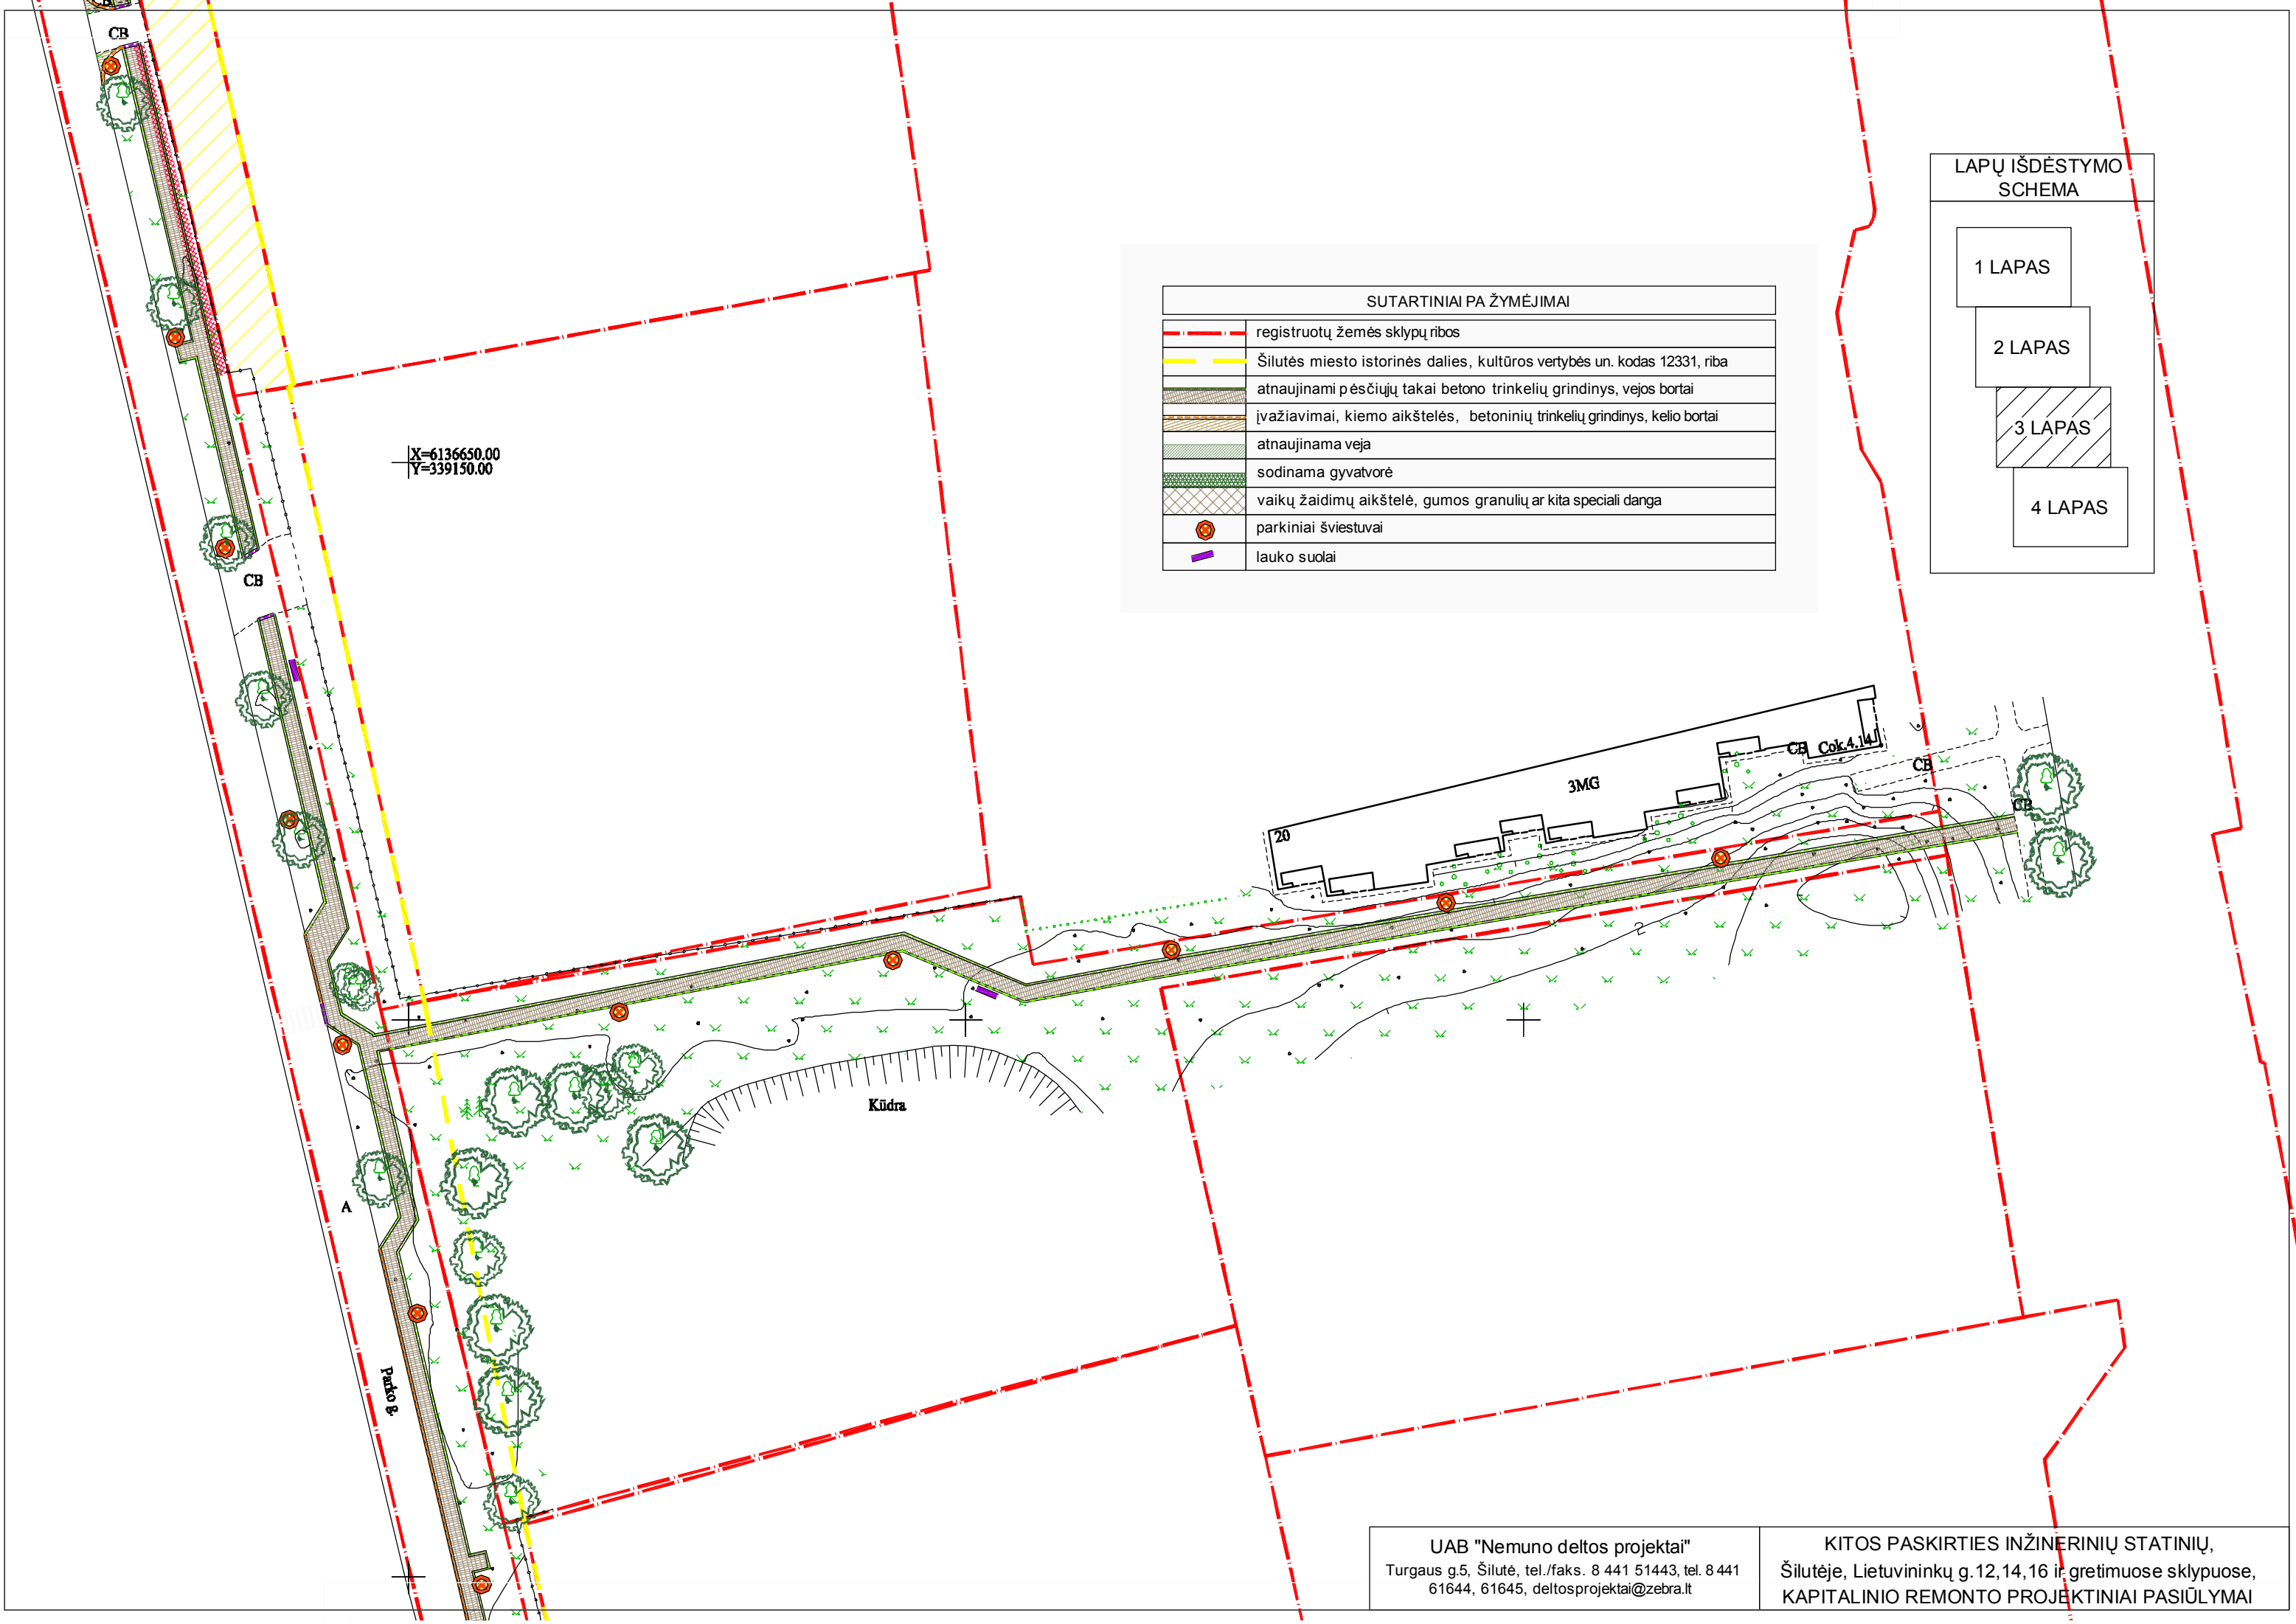 B
CB
LAPŲ IŠDĖSTYMO
SCHEMA
1 LAPAS
2 LAPAS
3 LAPAS
4 LAPAS
SUTARTINIAI PA ŽYMĖJIMAI
registruotų žemės sklypų ribos
Šilutės miesto istorinės dalies, kultūros vertybės un. kodas 12331, riba
atnaujinami pėsčiųjų takai betono trinkelių grindinys, vejos bortai
įvažiavimai, kiemo aikštelės, betoninių trinkelių grindinys, kelio bortai
atnaujinama veja
sodinama gyvatvorė
vaikų žaidimų aikštelė, gumos granulių ar kita speciali danga
parkiniai šviestuvai
lauko suolai
X=6136650.00
Y=339150.00
CB
CB Cok.4.14
CB
3MG
CB
20
2
Kūdra
A
Parko g.
UAB "Nemuno deltos projektai"
Turgaus g.5, Šilutė, tel./faks. 8 441 51443, tel. 8 441
61644, 61645, deltosprojektai@zebra.lt
KITOS PASKIRTIES INŽINERINIŲ STATINIŲ,
Šilutėje, Lietuvininkų g.12,14,16 ir gretimuose sklypuose,
KAPITALINIO REMONTO PROJEKTINIAI PASIŪLYMAI